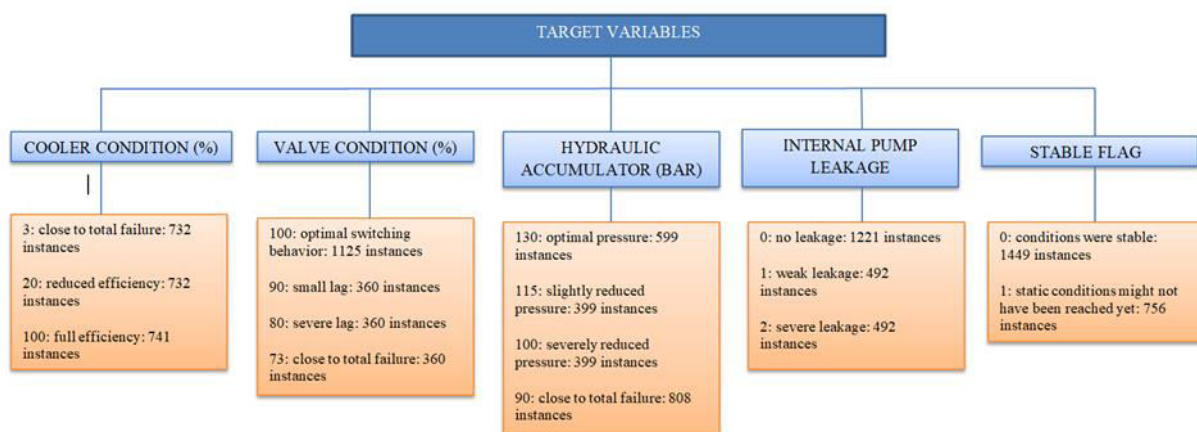 TARGET VARIABLES
COOLER CONDITION (%)
3: close to total failure: 732
instances
20: reduced efficiency: 732
instances
100: full efficiency: 741
instances
VALVE CONDITION (%)
100: optimal switching
behavior: 1125 instances
90: small lag: 360 instances
80: severe lag: 360 instances
73: close to total failure: 360
instances
HYDRAULIC
ACCUMULATOR (BAR)
130: optimal pressure: 599
instances
115: slightly reduced
pressure: 399 instances
100: severely reduced
pressure: 399 instances
90: close to total failure: 808
instances
INTERNAL PUMP
LEAKAGE
0: no leakage: 1221 instances
1: weak leakage: 492
instances
2: severe leakage: 492
instances
STABLE FLAG
0: conditions were stable:
1449 instances
1: static conditions might not
have been reached yet: 756
instances